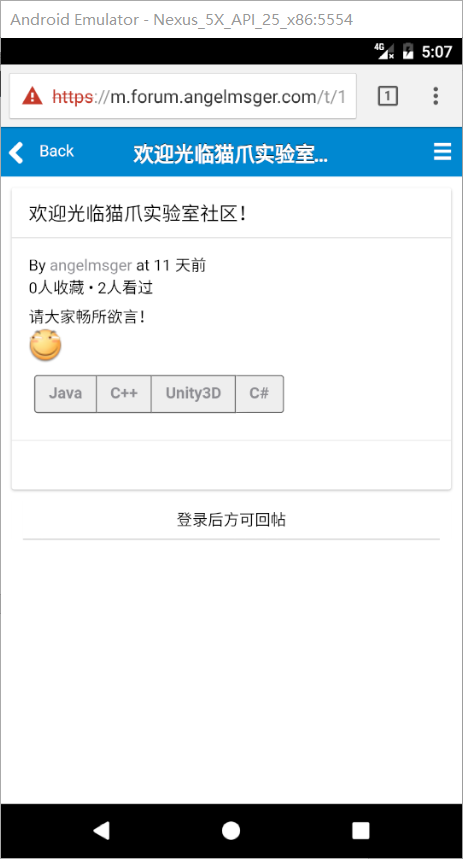 Android Emulator - Nexus_5X_API_25_x86:5554
4G 5:07
https://m.forum.angelmsger.com/t/1 1
Back 欢迎光临猫爪实验室...
欢迎光临猫爪实验室社区！
By angelmsger at 11 天前
0人收藏 • 2人看过
请大家畅所欲言！
Java C++ Unity3D C#
登录后方可回帖